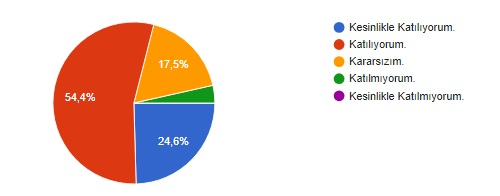 Kesinlikle Katılıyorum.
Katılıyorum.
Kararsızım.
Katılmıyorum.
Kesinlikle Katılmıyorum.
17,5%
54,4%
24,6%